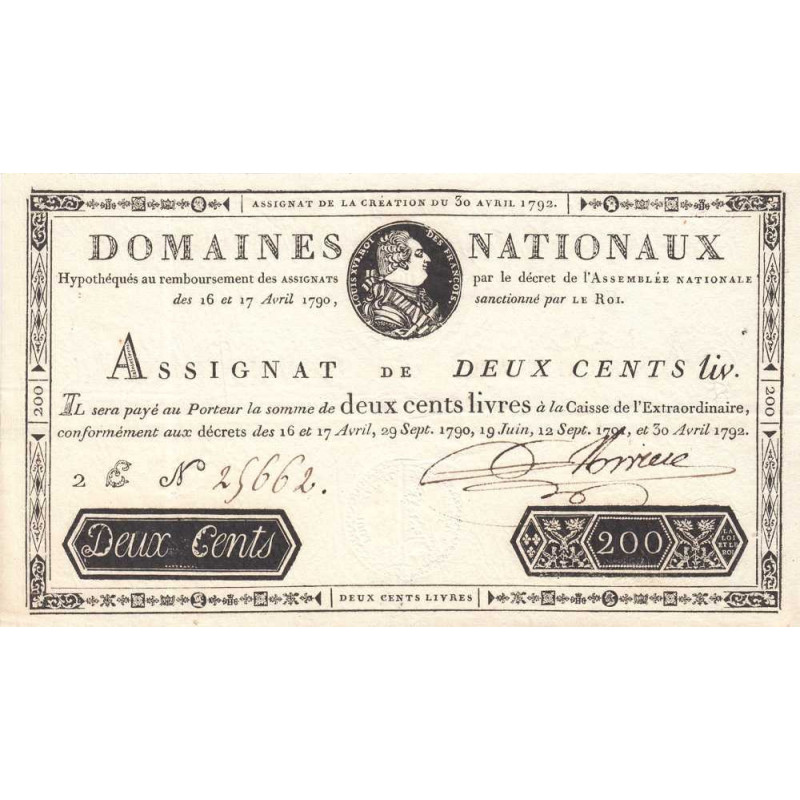 ASSIGNAT DE LA CRÉATION DU 30 AVRIL 1792.
DOMAINES NATIONAUX
LOUIS XVI ROI DES FRANÇOIS.
Hypothéqués au remboursement des ASSIGNATS par le décret de l'ASSEMBLÉE NATIONALE
des 16 et 17 Avril 1790, sanctionné par LE ROI.
ASSIGNAT DE DEUX CENTS liv.
IL sera payé au Porteur la somme de deux cents livres à la Caisse de l'Extraordinaire,
conformément aux décrets des 16 et 17 Avril, 29 Sept. 1790, 19 Juin, 12 Sept. 1791, et 30 Avril 1792.
200
200
2 E No 25662.
Deux Cents
200
LA LOI ET LE ROI
DEUX CENTS LIVRES